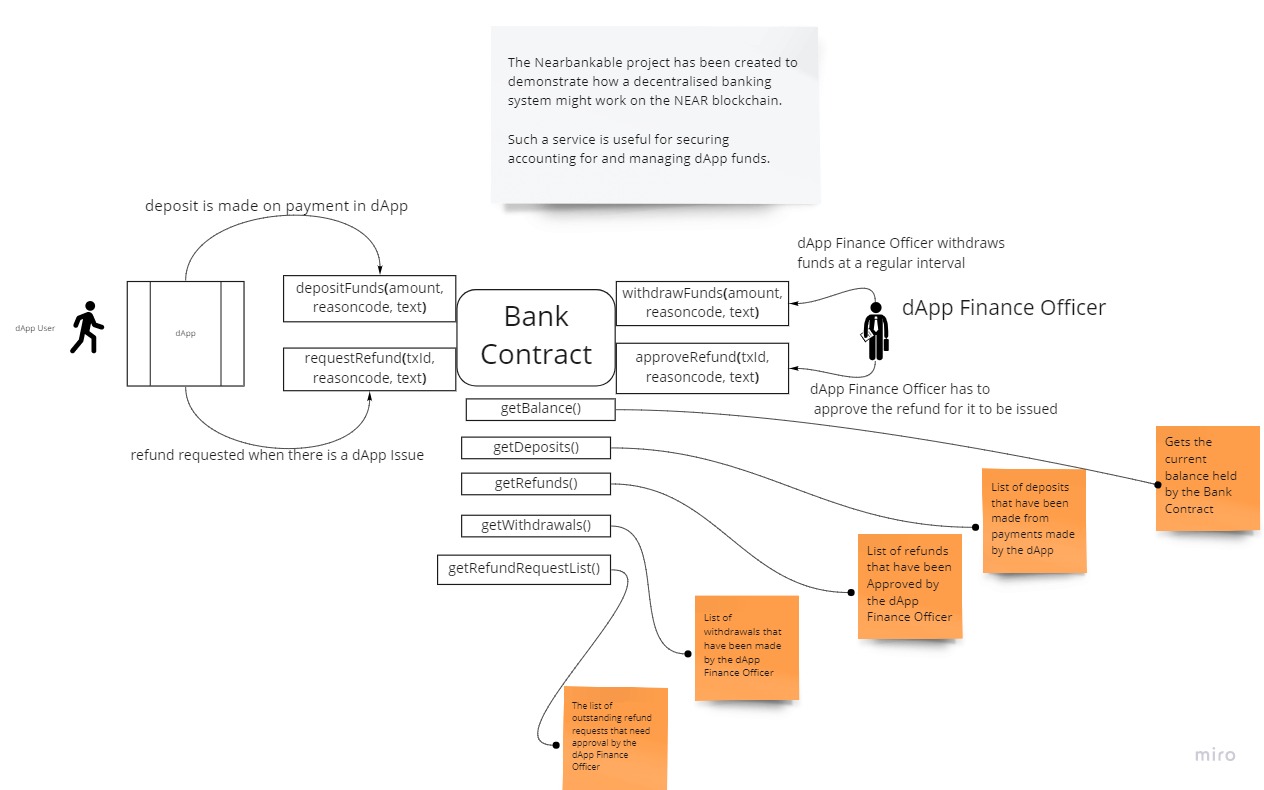 The Nearbankable project has been created to
demonstrate how a decentralised banking
system might work on the NEAR blockchain.
Such a service is useful for securing
accounting for and managing dApp funds.
deposit is made on payment in dApp
dApp Finance Officer withdraws
funds at a regular interval
depositFunds(amount,
reasoncode, text)
Bank
Contract
withdrawFunds(amount,
reasoncode, text)
dApp Finance Officer
dApp User
dApp
requestRefund(txId,
reasoncode, text)
approveRefund(txId,
reasoncode, text)
dApp Finance Officer has to
approve the refund for it to be issued
refund requested when there is a dApp Issue
getBalance()
getDeposits()
getRefunds()
getWithdrawals()
getRefundRequestList()
Gets the
current
balance held
by the Bank
Contract
List of deposits
that have been
made from
payments made
by the dApp
List of refunds
that have been
Approved by
the dApp
Finance Officer
List of
withdrawals that
have been made
by the dApp
Finance Officer
The list of
outstanding refund
requests that need
approval by the
dApp Finance
Officer
miro